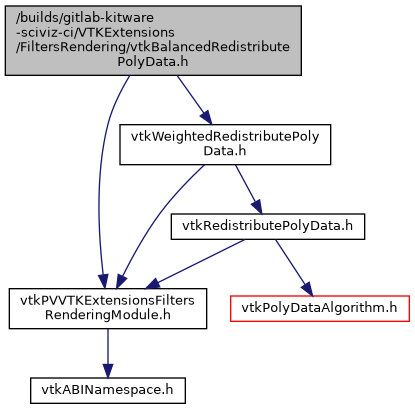 /builds/gitlab-kitware
-sciviz-ci/VTKExtensions
/FiltersRendering/vtkBalancedRedistribute
PolyData.h
vtkWeightedRedistributePoly
Data.h
vtkRedistributePolyData.h
vtkPVVTKExtensionsFilters
RenderingModule.h
vtkPolyDataAlgorithm.h
vtkABINamespace.h